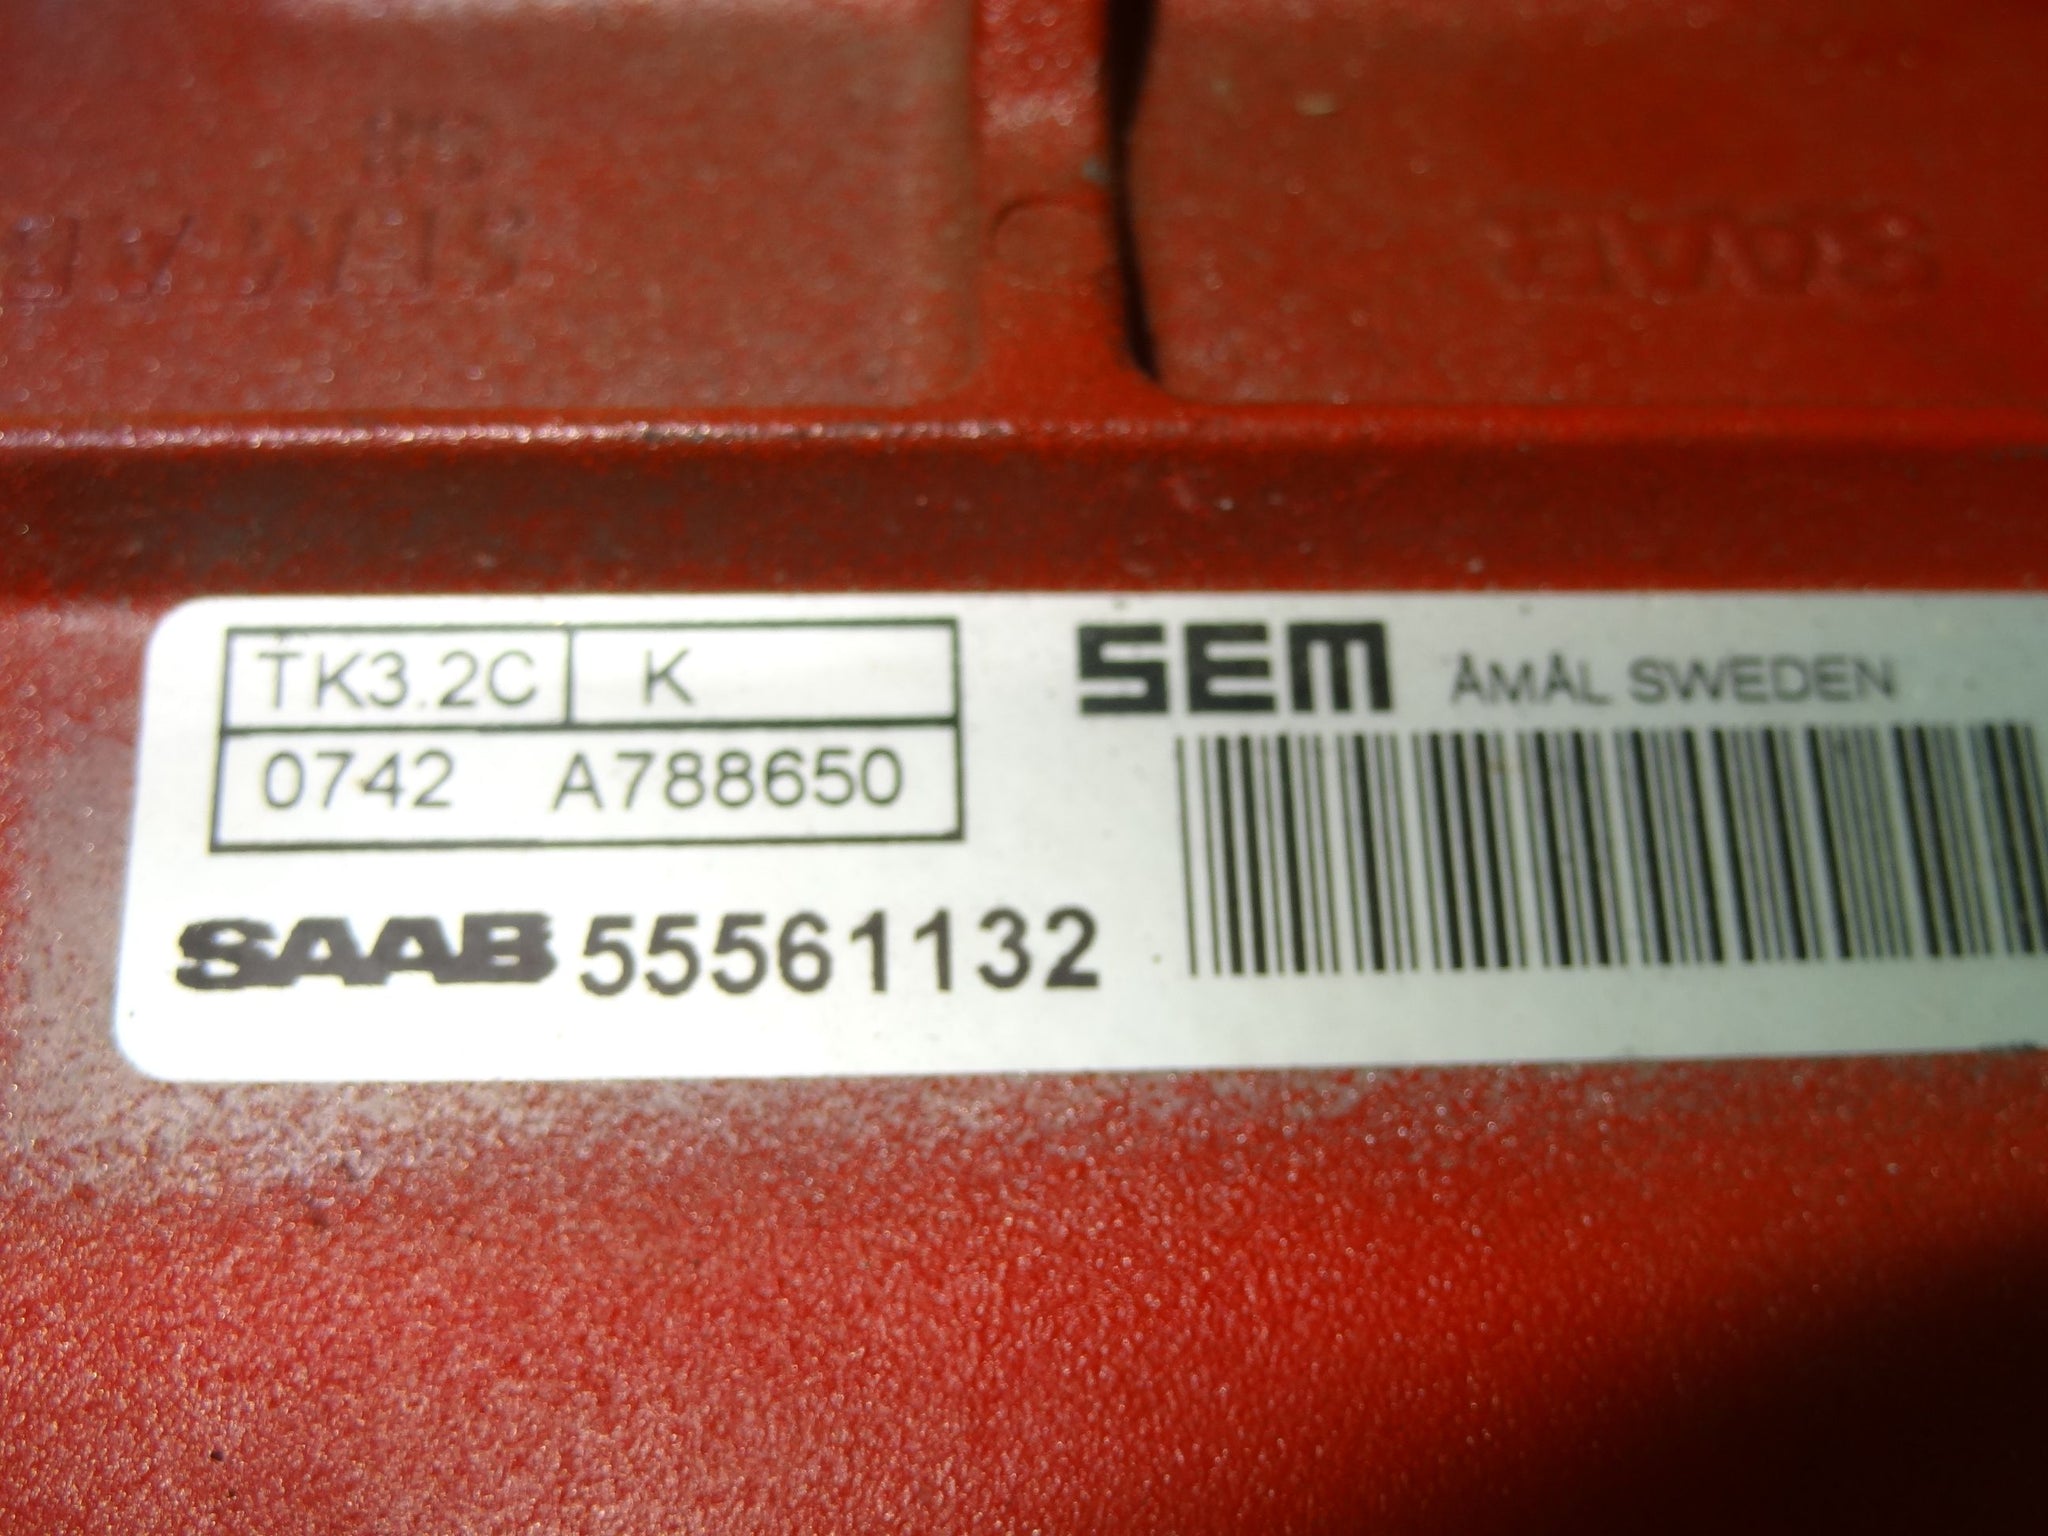 TK3.2C K
0742 A788650
SEM ÅMÅL SWEDEN
SAAB 55561132